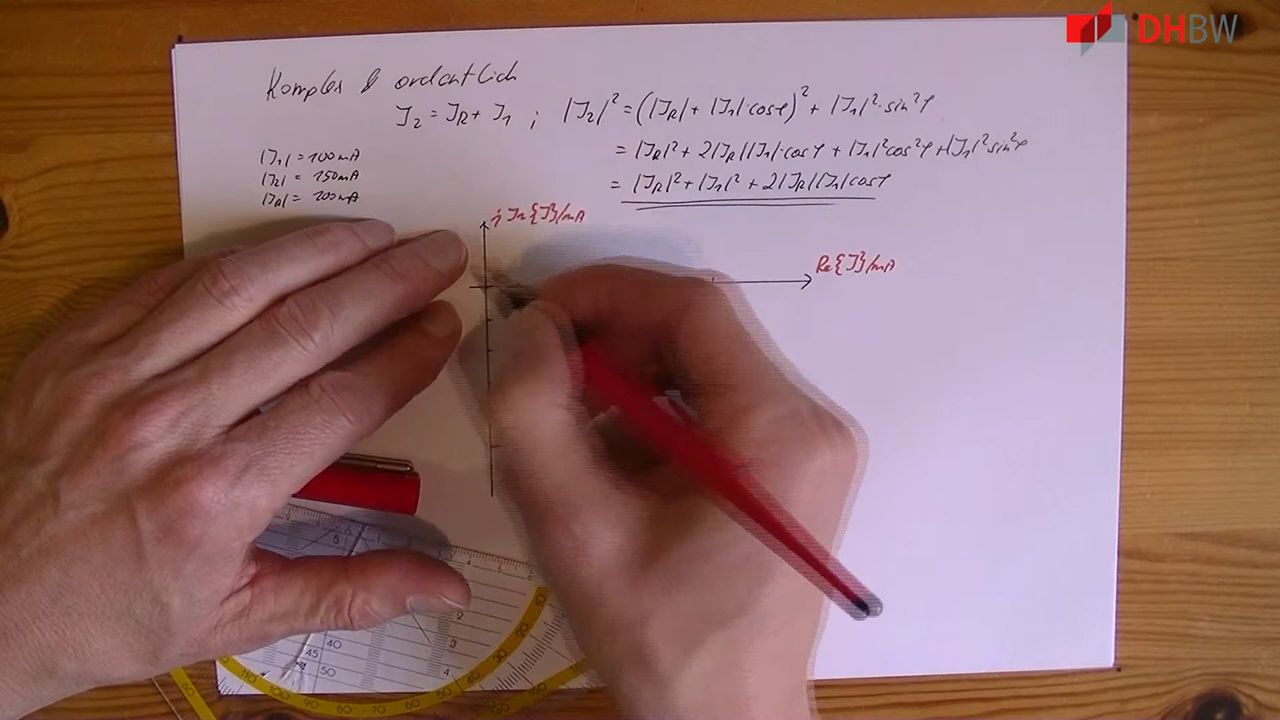 DHBW
Komplex & ordentlich
I₂ = I_R + I₁ ; |I₂|² = (|I_R| + |I₁|·cosφ)² + |I₁|²·sin²φ
= |I_R|² + 2|I_R||I₁|·cosφ + |I₁|²cos²φ + |I₁|²sin²φ
= |I_R|² + |I₁|² + 2|I_R||I₁|cosφ
|I₁| = 100mA
|I₂| = 150mA
|I_R| = 100mA
j Im{I}/mA
Re{I}/mA